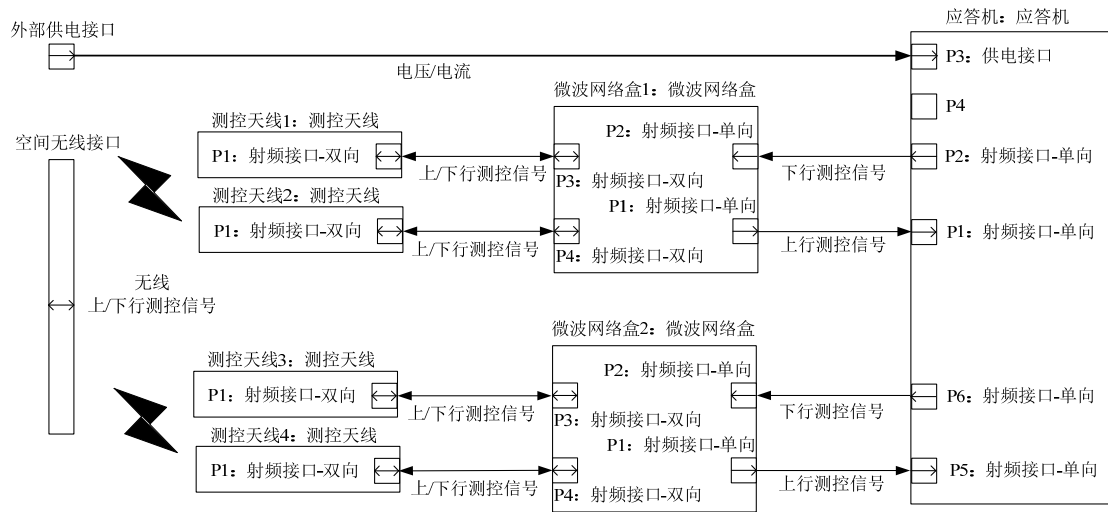 应答机：应答机
外部供电接口
P3：供电接口
电压/电流
微波网络盒1：微波网络盒
P4
测控天线1：测控天线
P2：射频接口-单向
空间无线接口
P1：射频接口-双向
P2：射频接口-单向
上/下行测控信号
下行测控信号
P3：射频接口-双向
测控天线2：测控天线
P1：射频接口-单向
P1：射频接口-双向
P1：射频接口-单向
上/下行测控信号
上行测控信号
P4：射频接口-双向
无线
上/下行测控信号
微波网络盒2：微波网络盒
测控天线3：测控天线
P2：射频接口-单向
P1：射频接口-双向
P6：射频接口-单向
上/下行测控信号
下行测控信号
P3：射频接口-双向
测控天线4：测控天线
P1：射频接口-单向
P1：射频接口-双向
P5：射频接口-单向
上/下行测控信号
上行测控信号
P4：射频接口-双向